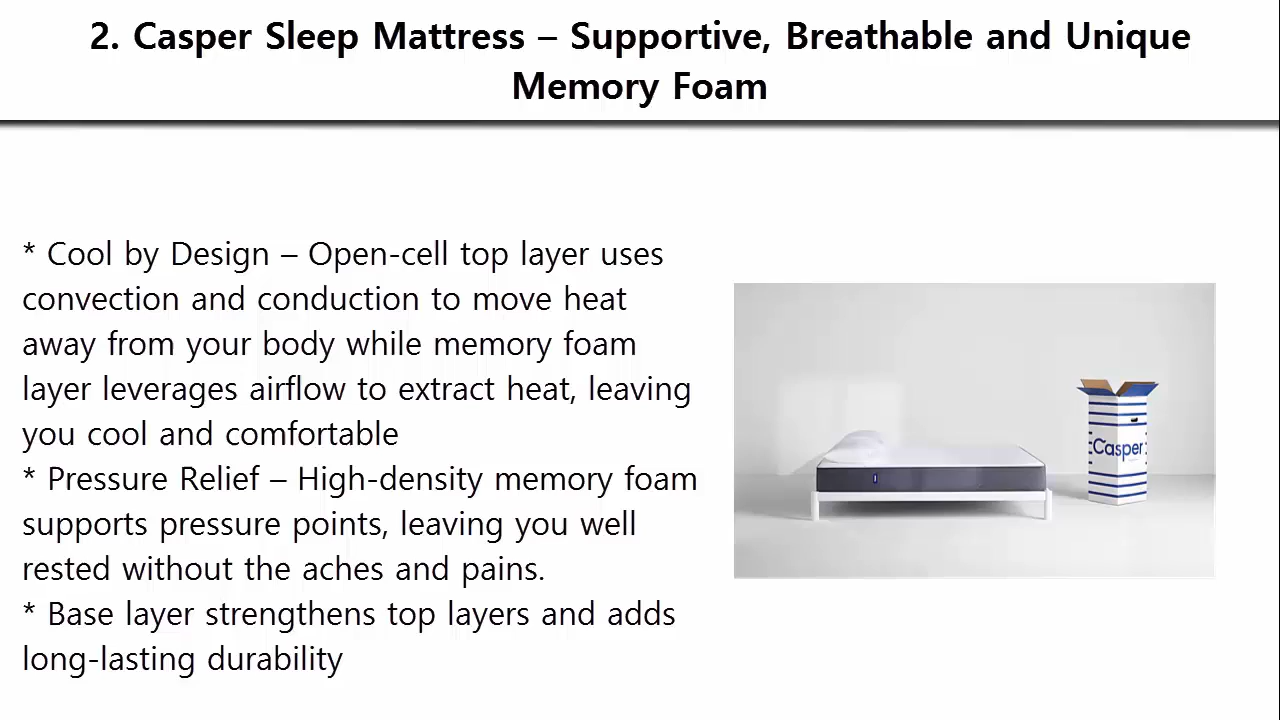 2. Casper Sleep Mattress – Supportive, Breathable and Unique
Memory Foam
* Cool by Design – Open-cell top layer uses
convection and conduction to move heat
away from your body while memory foam
layer leverages airflow to extract heat, leaving
you cool and comfortable
* Pressure Relief – High-density memory foam
supports pressure points, leaving you well
rested without the aches and pains.
* Base layer strengthens top layers and adds
long-lasting durability
Casper